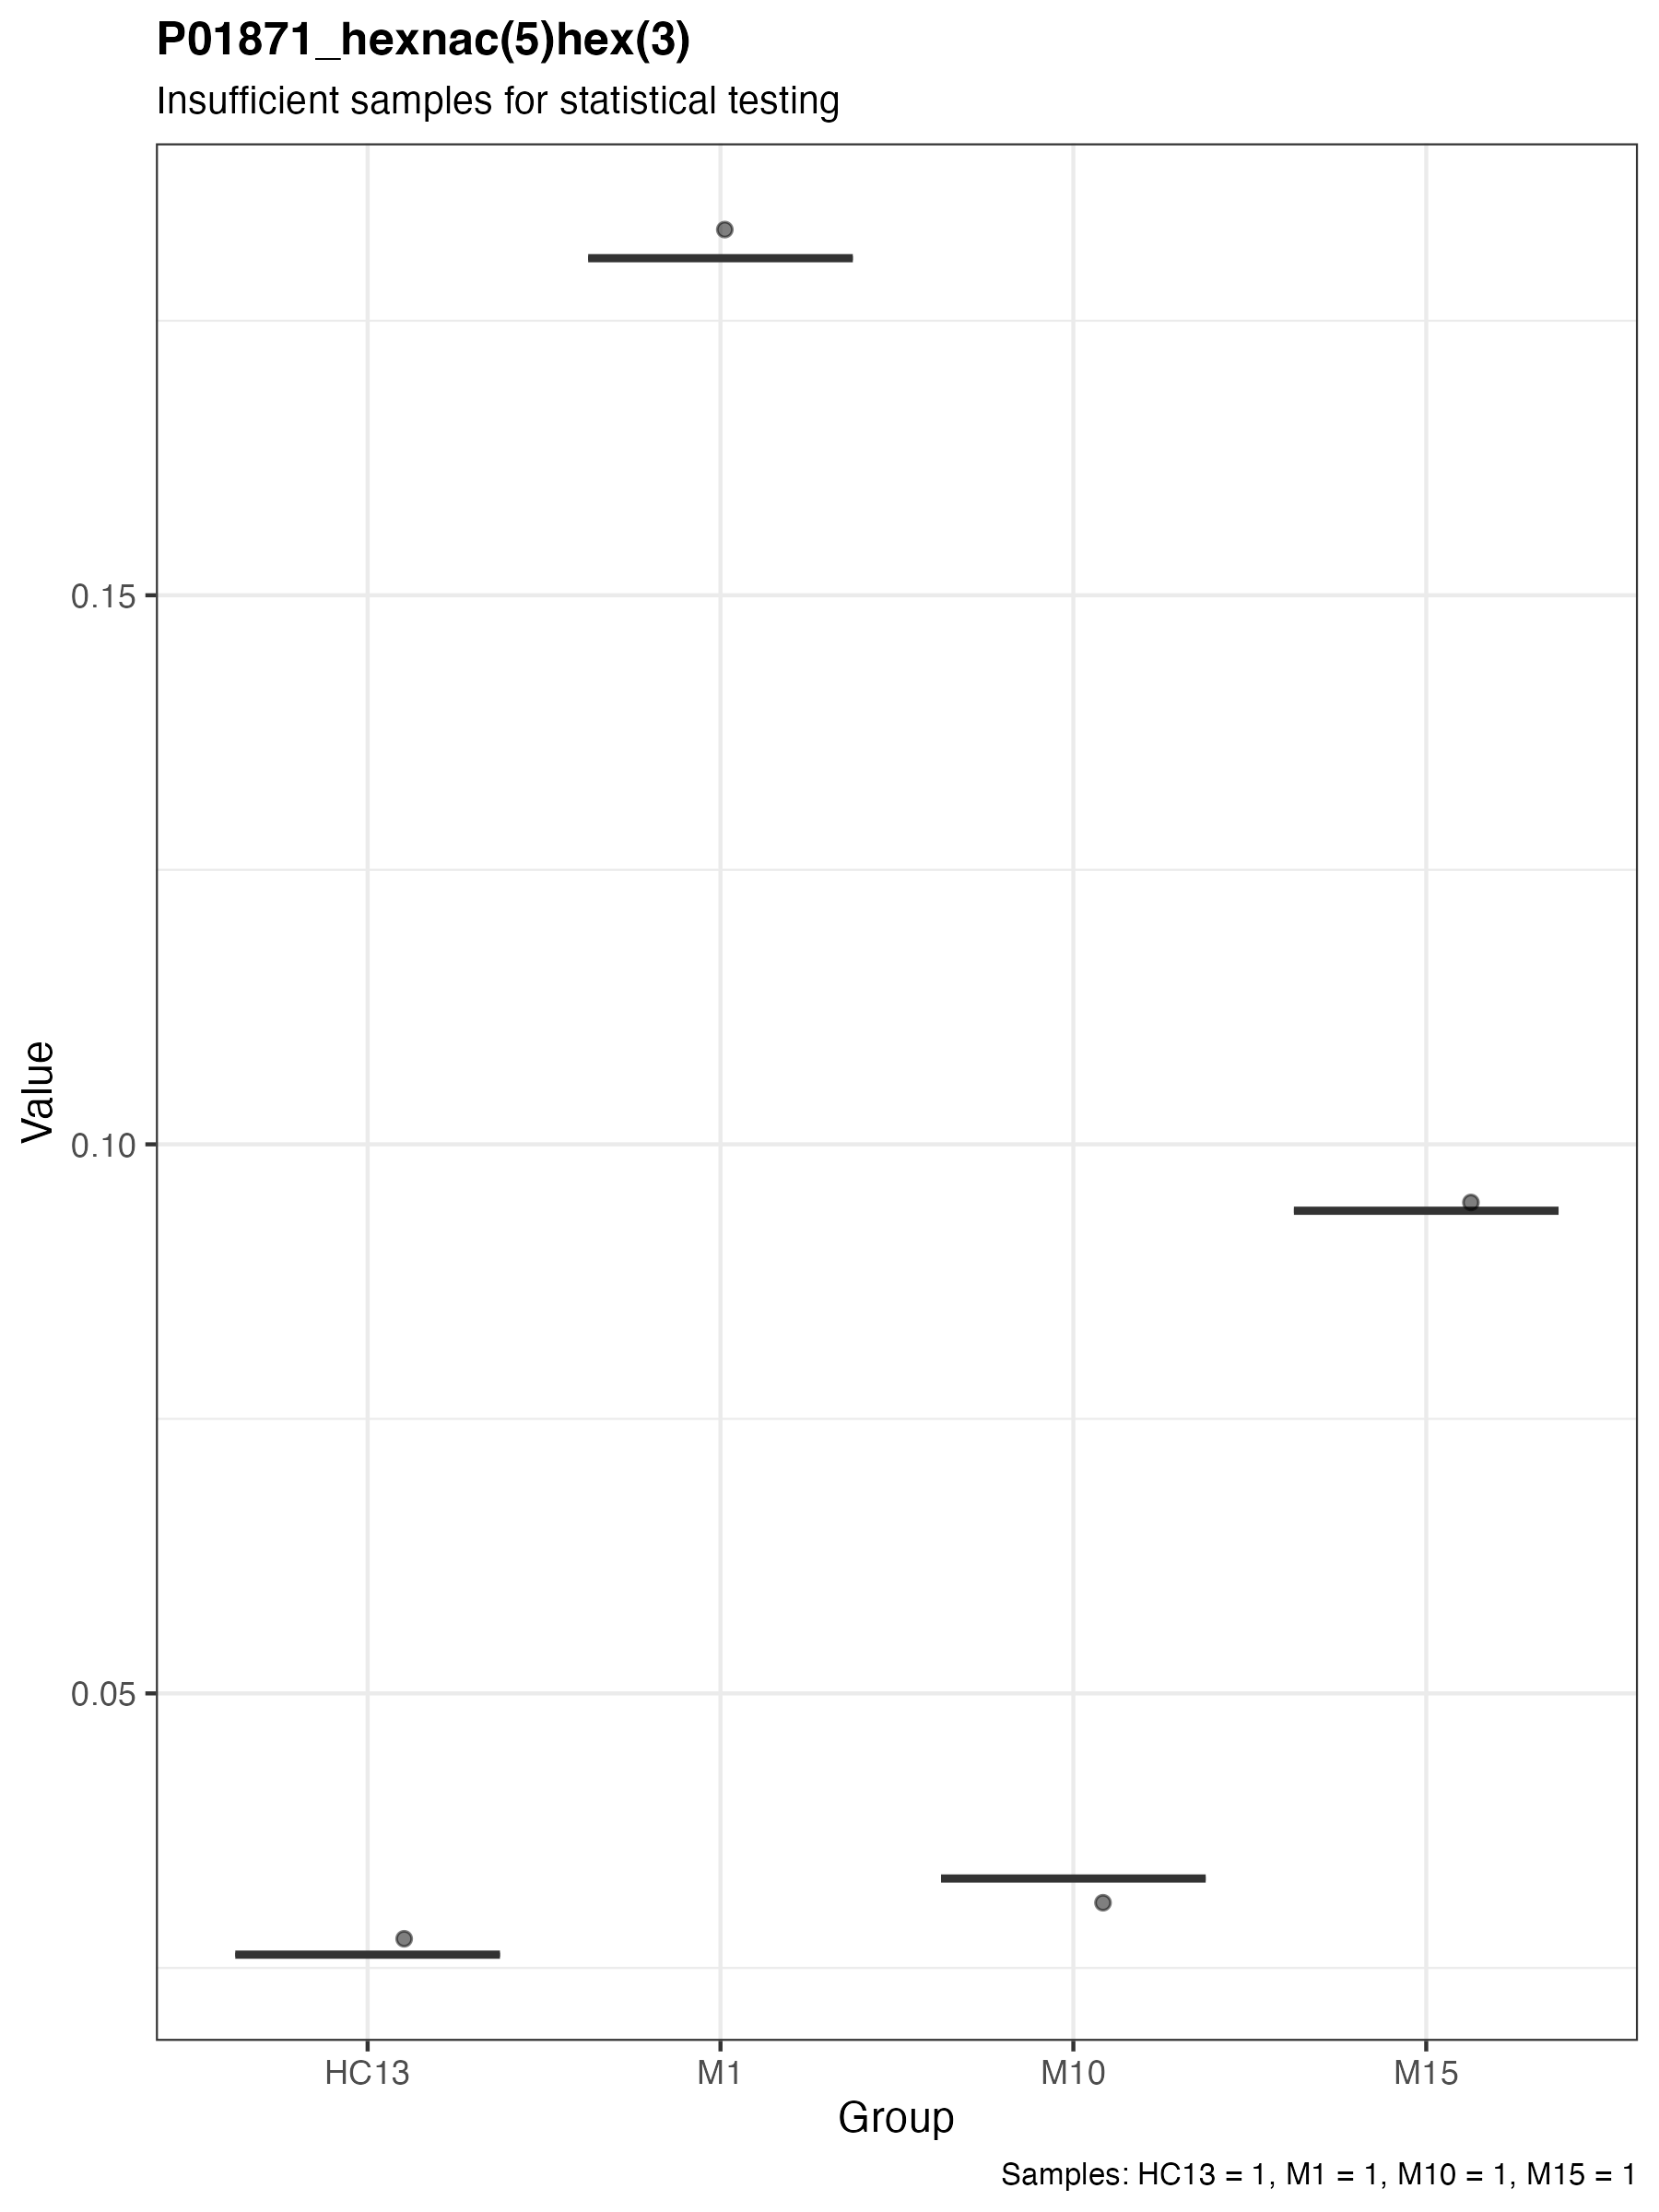 P01871_hexnac(5)hex(3)
Insufficient samples for statistical testing
Value
0.15
0.10
0.05
HC13 M1 M10 M15
Group
Samples: HC13 = 1, M1 = 1, M10 = 1, M15 = 1